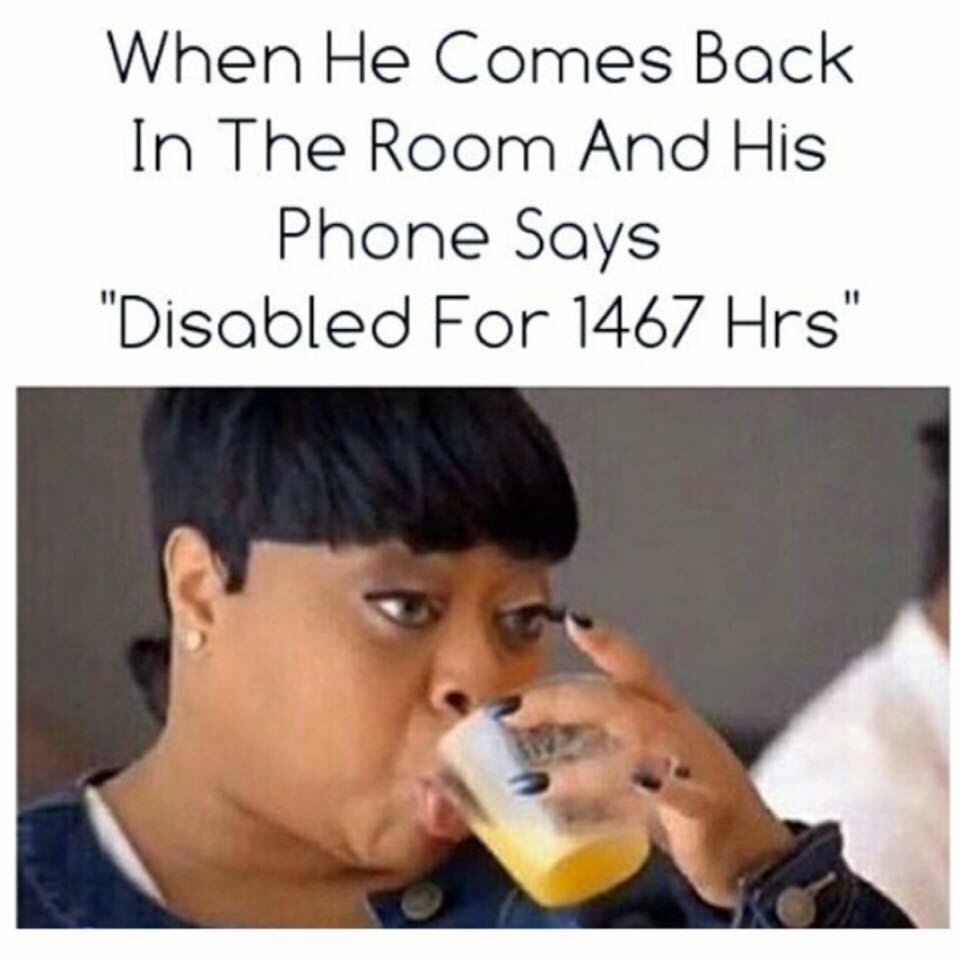 When He Comes Back
In The Room And His
Phone Says
"Disabled For 1467 Hrs"